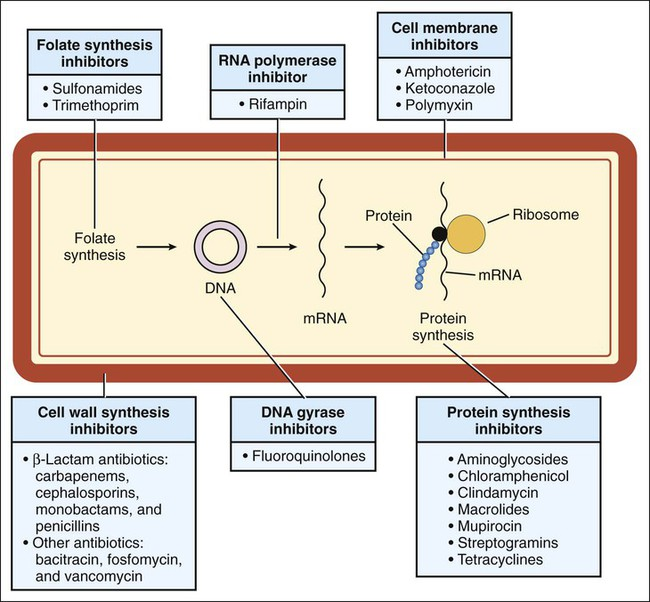 Folate synthesis
inhibitors
• Sulfonamides
• Trimethoprim
RNA polymerase
inhibitor
• Rifampin
Cell membrane
inhibitors
• Amphotericin
• Ketoconazole
• Polymyxin
Folate
synthesis
DNA
mRNA
Protein
Ribosome
mRNA
Protein
synthesis
Cell wall synthesis
inhibitors
• β-Lactam antibiotics:
carbapenems,
cephalosporins,
monobactams, and
penicillins
• Other antibiotics:
bacitracin, fosfomycin,
and vancomycin
DNA gyrase
inhibitors
• Fluoroquinolones
Protein synthesis
inhibitors
• Aminoglycosides
• Chloramphenicol
• Clindamycin
• Macrolides
• Mupirocin
• Streptogramins
• Tetracyclines